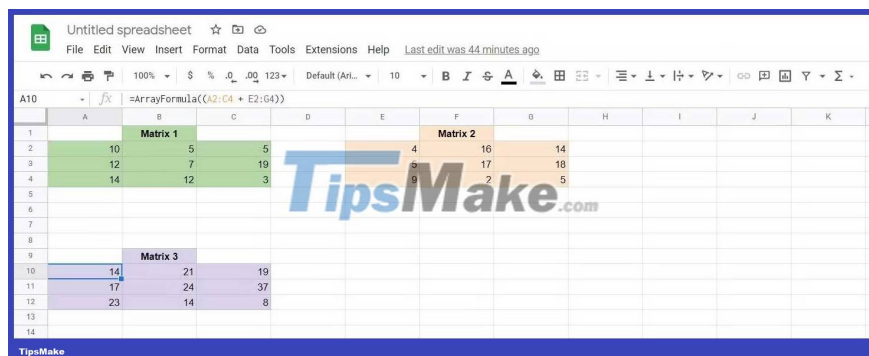 Untitled spreadsheet
File Edit View Insert Format Data Tools Extensions Help Last edit was 44 minutes ago
100% $ % .0 .00 123 Default (Ari... 10 B I S A
A10 fx =ArrayFormula((A2:C4 + E2:G4))
A B C D E F G H I J K
1 Matrix 1 Matrix 2
2 10 5 5 4 16 14
3 12 7 19 5 17 18
4 14 12 3 9 2 5
5
6
7
8
9 Matrix 3
10 14 21 19
11 17 24 37
12 23 14 8
13
14
TipsMake.com
TipsMake